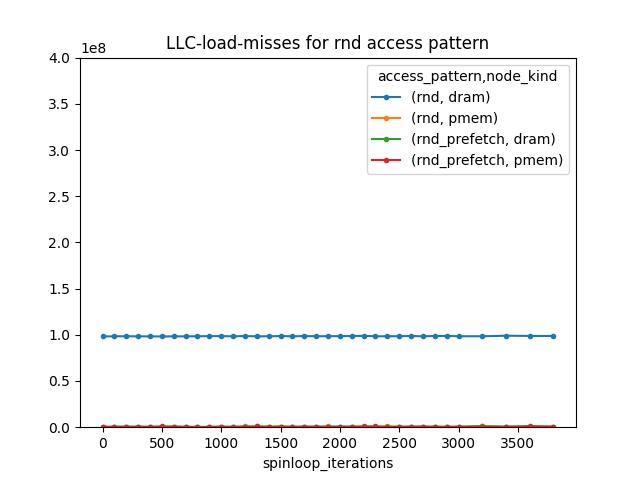 LLC-load-misses for rnd access pattern
1e8
4.0
3.5
3.0
2.5
2.0
1.5
1.0
0.5
0.0
access_pattern,node_kind
(rnd, dram)
(rnd, pmem)
(rnd_prefetch, dram)
(rnd_prefetch, pmem)
0 500 1000 1500 2000 2500 3000 3500
spinloop_iterations